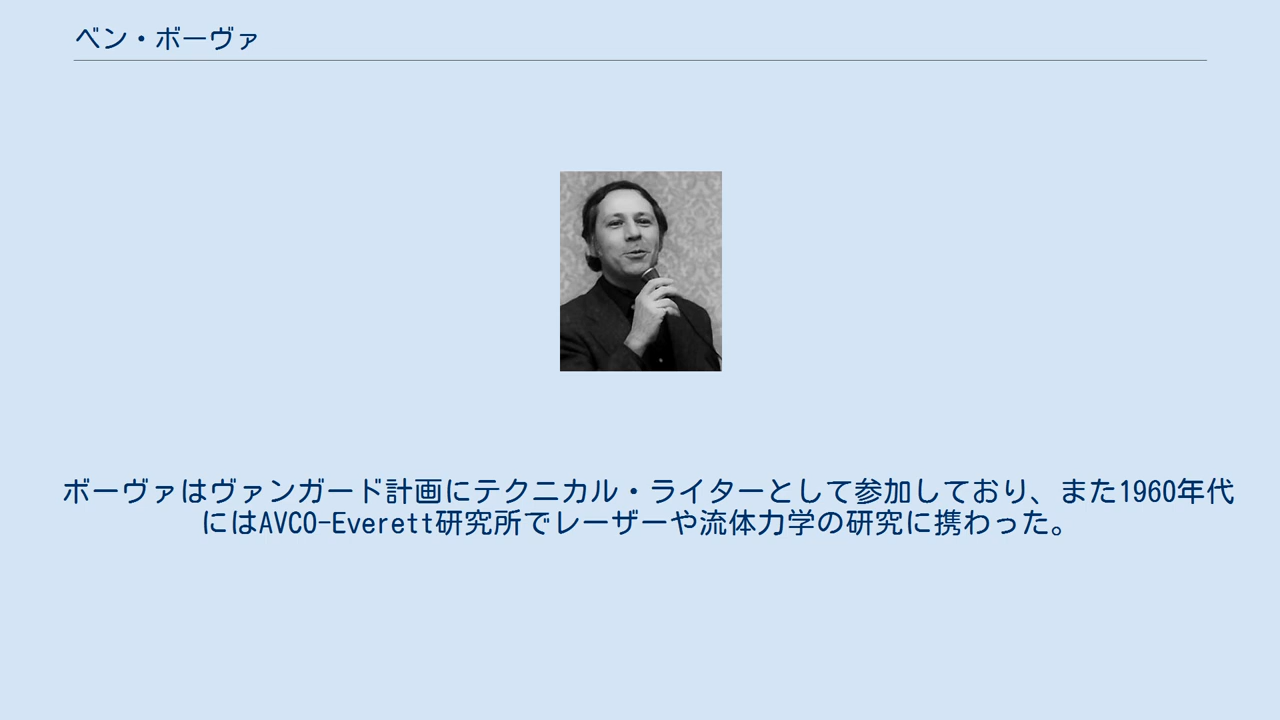 ベン・ボーヴァ
ボーヴァはヴァンガード計画にテクニカル・ライターとして参加しており、また1960年代
にはAVCO-Everett研究所でレーザーや流体力学の研究に携わった。